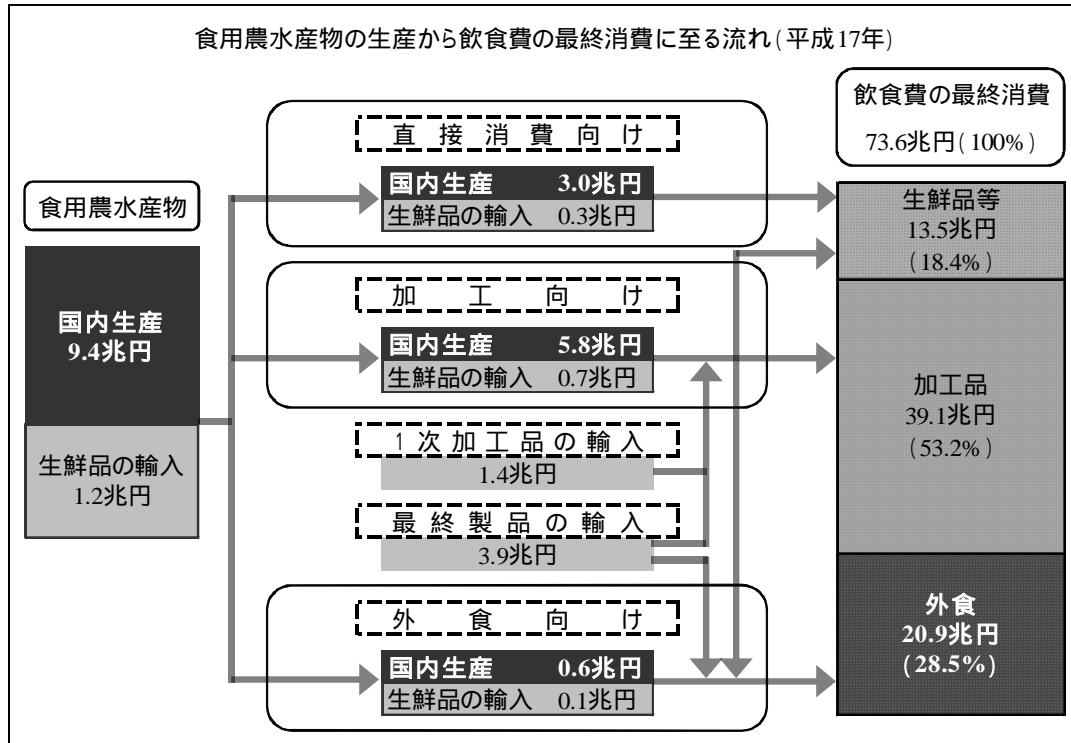 食用農水産物の生産から飲食費の最終消費に至る流れ(平成17年)
飲食費の最終消費
73.6兆円(100%)
食用農水産物
国内生産
9.4兆円
生鮮品の輸入
1.2兆円
直接消費向け
国内生産 3.0兆円
生鮮品の輸入 0.3兆円
加工向け
国内生産 5.8兆円
生鮮品の輸入 0.7兆円
1次加工品の輸入
1.4兆円
最終製品の輸入
3.9兆円
外食向け
国内生産 0.6兆円
生鮮品の輸入 0.1兆円
生鮮品等
13.5兆円
(18.4%)
加工品
39.1兆円
(53.2%)
外食
20.9兆円
(28.5%)